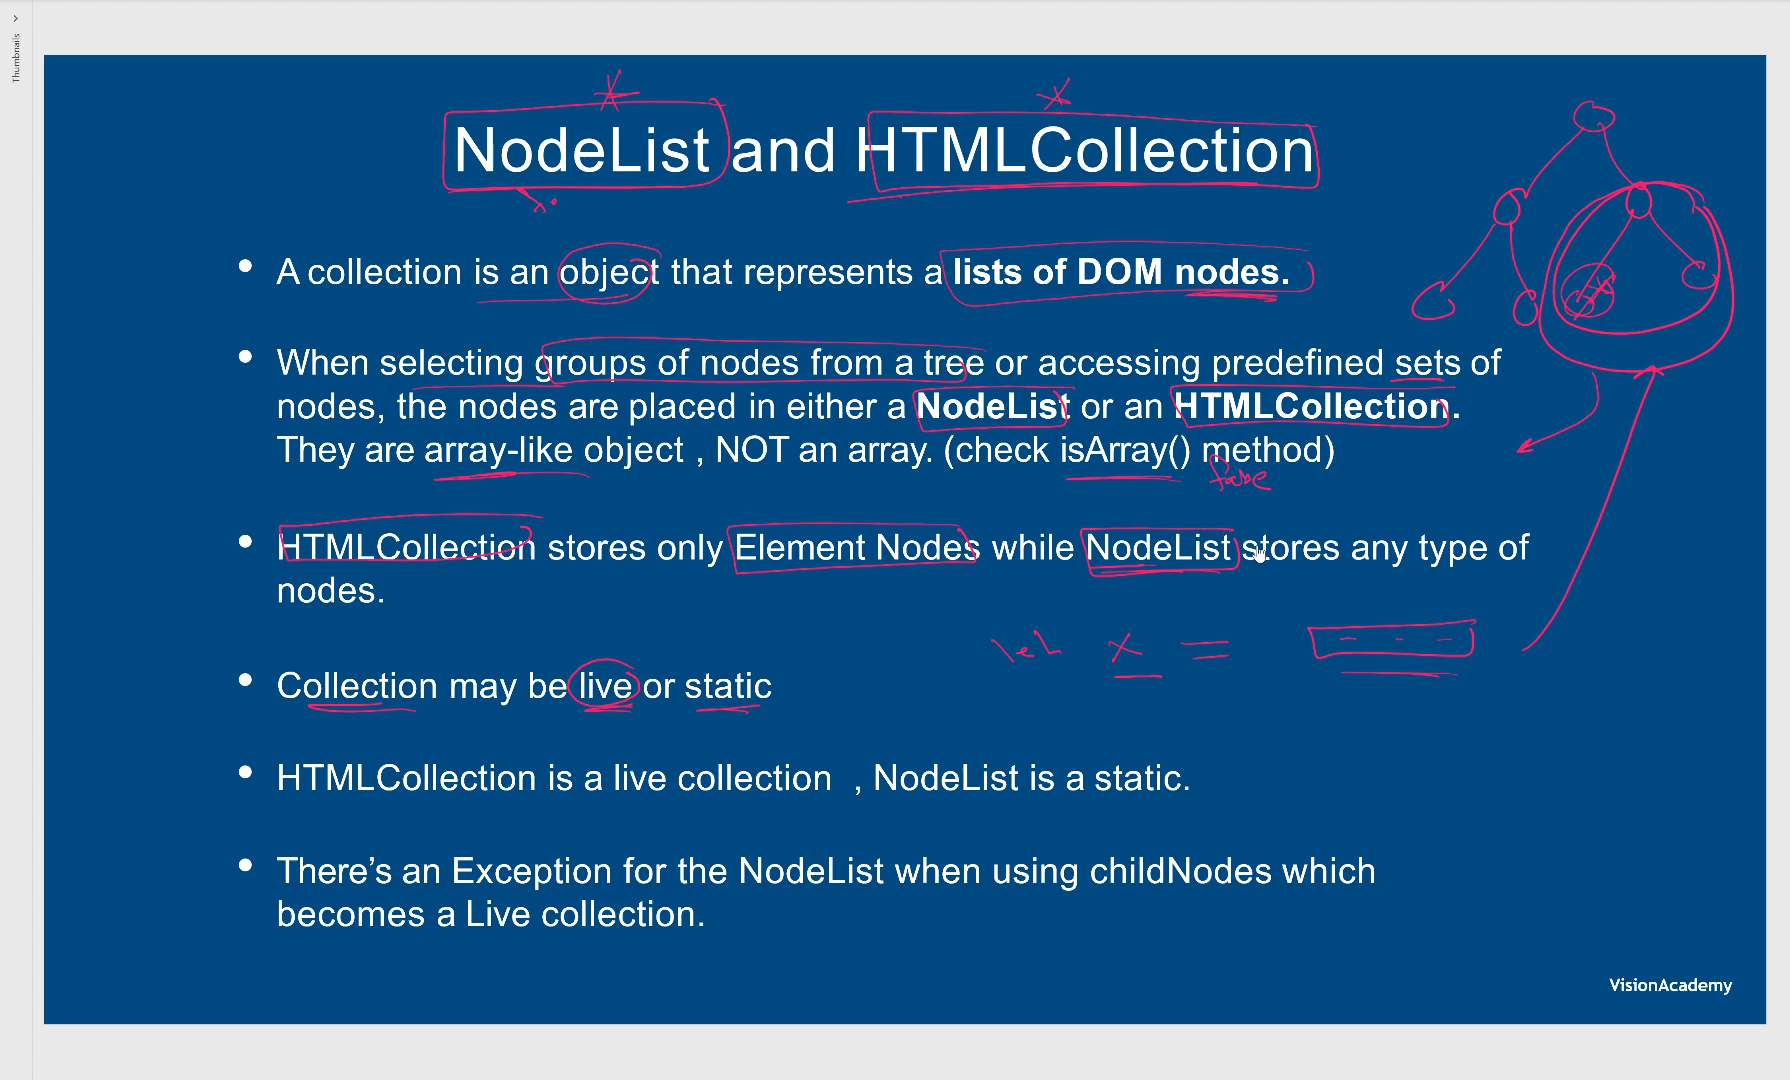 Thumbnails
NodeList and HTMLCollection
• A collection is an object that represents a lists of DOM nodes.
• When selecting groups of nodes from a tree or accessing predefined sets of
nodes, the nodes are placed in either a NodeList or an HTMLCollection.
They are array-like object , NOT an array. (check isArray() method)
false
• HTMLCollection stores only Element Nodes while NodeList stores any type of
nodes.
let x =
• Collection may be live or static
• HTMLCollection is a live collection , NodeList is a static.
• There’s an Exception for the NodeList when using childNodes which
becomes a Live collection.
VisionAcademy